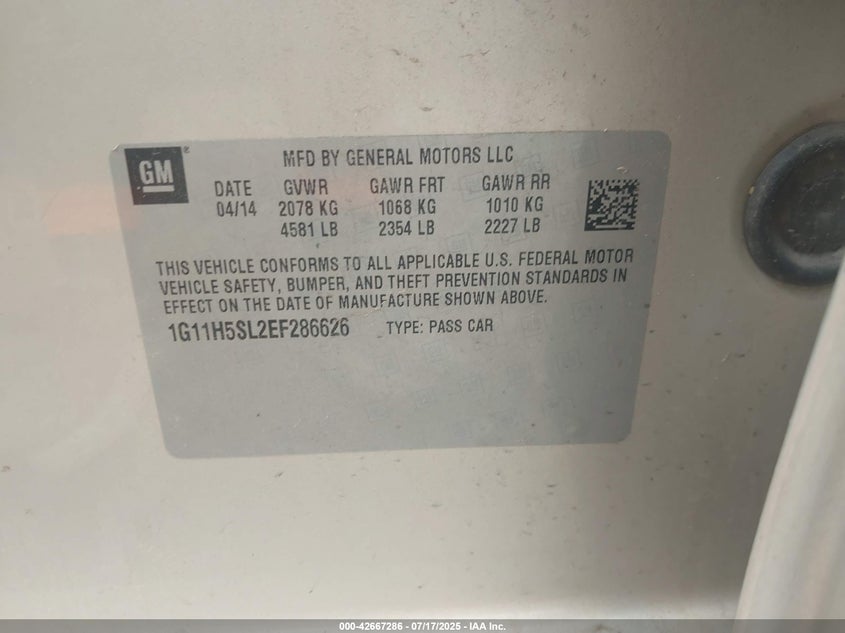 GM®
MFD BY GENERAL MOTORS LLC
DATE GVWR GAWR FRT GAWR RR
04/14 2078 KG 1068 KG 1010 KG
4581 LB 2354 LB 2227 LB
THIS VEHICLE CONFORMS TO ALL APPLICABLE U.S. FEDERAL MOTOR
VEHICLE SAFETY, BUMPER, AND THEFT PREVENTION STANDARDS IN
EFFECT ON THE DATE OF MANUFACTURE SHOWN ABOVE.
1G11H5SL2EF286626 TYPE: PASS CAR
000-42667286 - 07/17/2025 - IAA Inc.